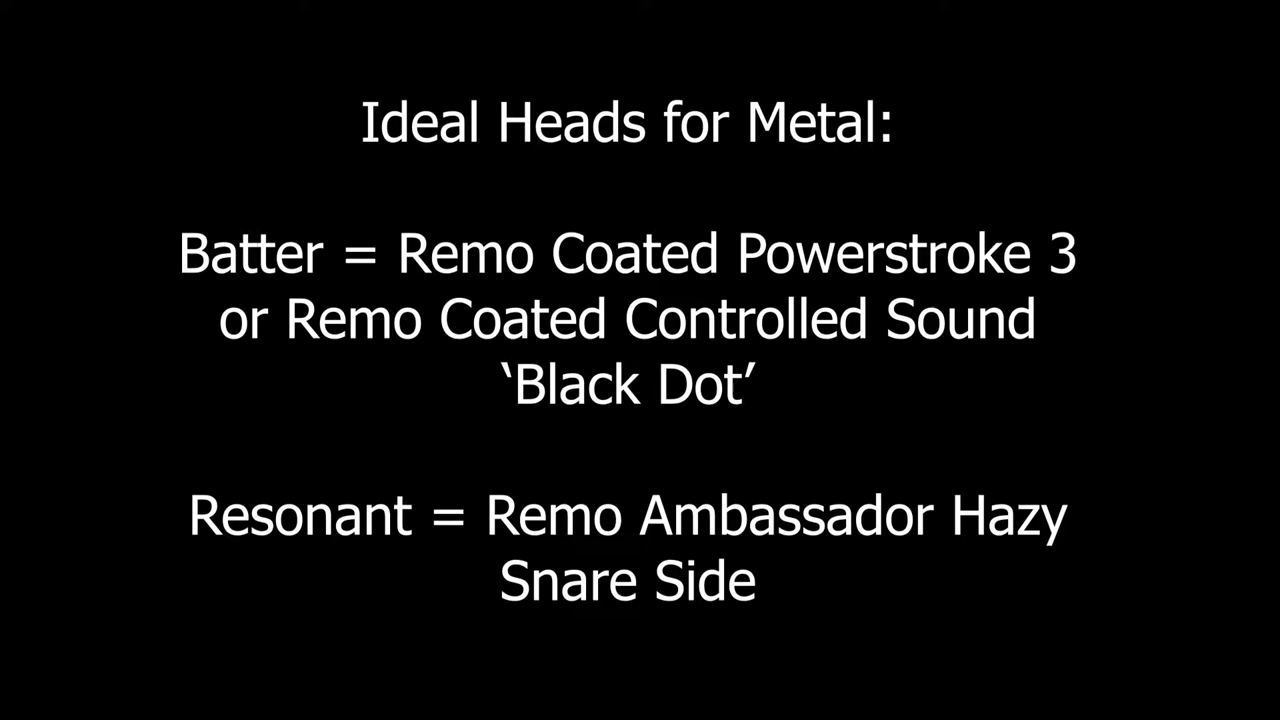 Ideal Heads for Metal:
Batter = Remo Coated Powerstroke 3
or Remo Coated Controlled Sound
‘Black Dot’
Resonant = Remo Ambassador Hazy
Snare Side